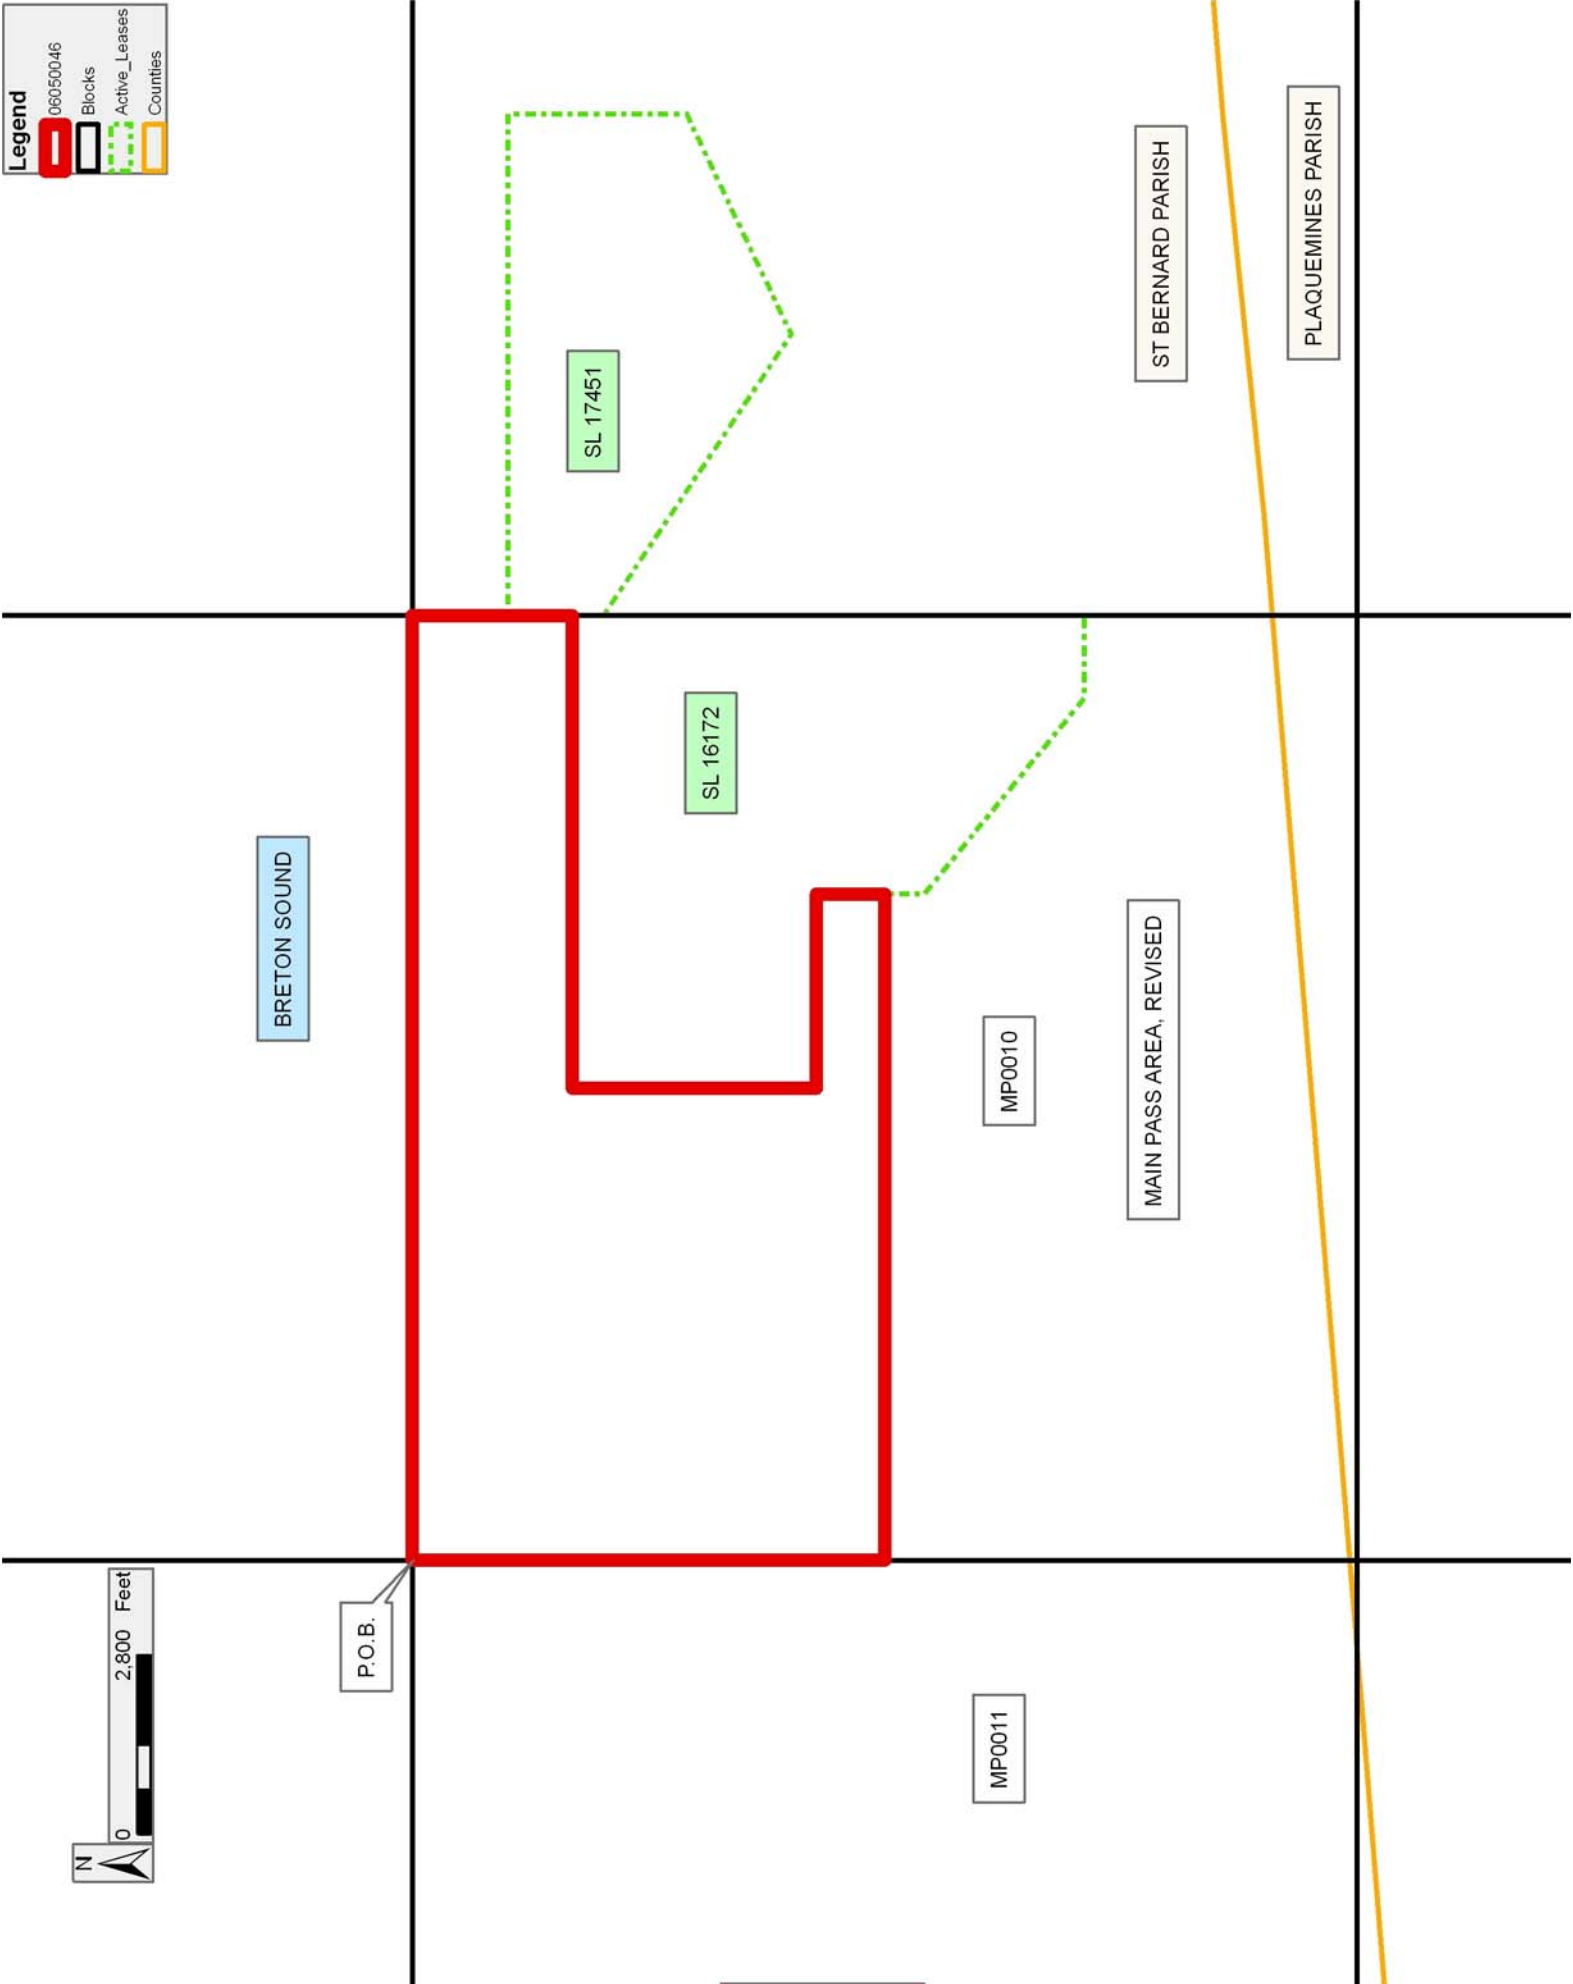 Legend
06050046
Blocks
Active_Leases
Counties
N
0 2,800 Feet
BRETON SOUND
P.O.B.
SL 17451
SL 16172
MP0010
MP0011
MAIN PASS AREA, REVISED
ST BERNARD PARISH
PLAQUEMINES PARISH